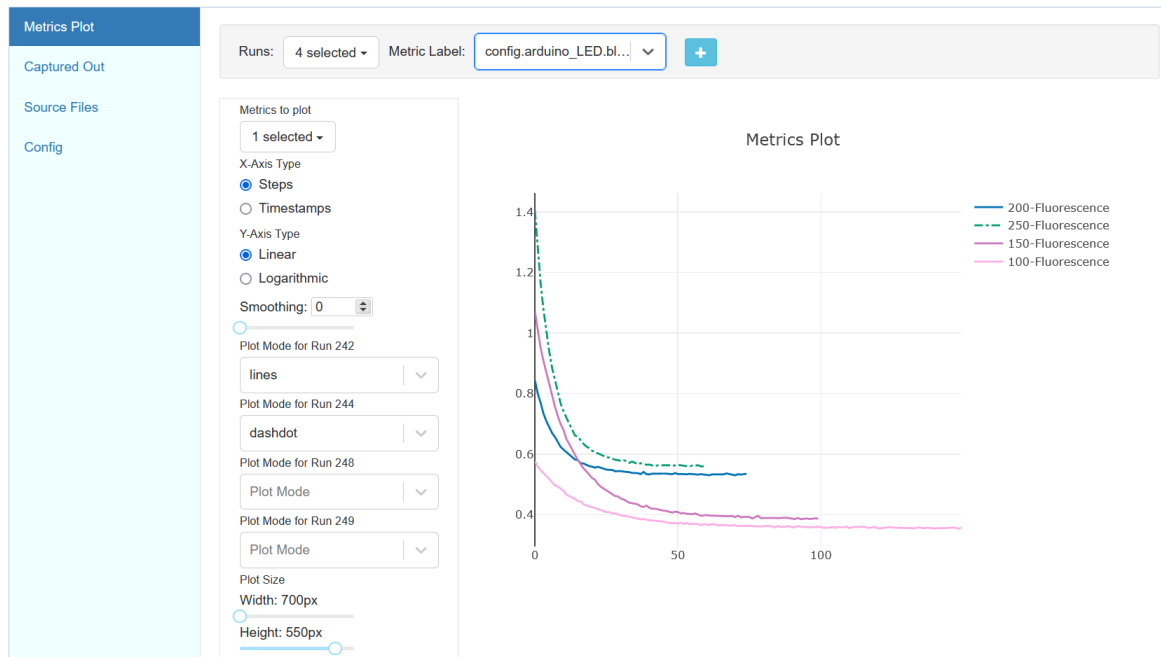 Metrics Plot
Captured Out
Source Files
Config
Runs: 4 selected Metric Label: config.arduino_LED.bl... +
Metrics to plot
1 selected
X-Axis Type
Steps
Timestamps
Y-Axis Type
Linear
Logarithmic
Smoothing: 0
Plot Mode for Run 242
lines
Plot Mode for Run 244
dashdot
Plot Mode for Run 248
Plot Mode
Plot Mode for Run 249
Plot Mode
Plot Size
Width: 700px
Height: 550px
Metrics Plot
1.4
1.2
1
0.8
0.6
0.4
0 50 100
200-Fluorescence
250-Fluorescence
150-Fluorescence
100-Fluorescence